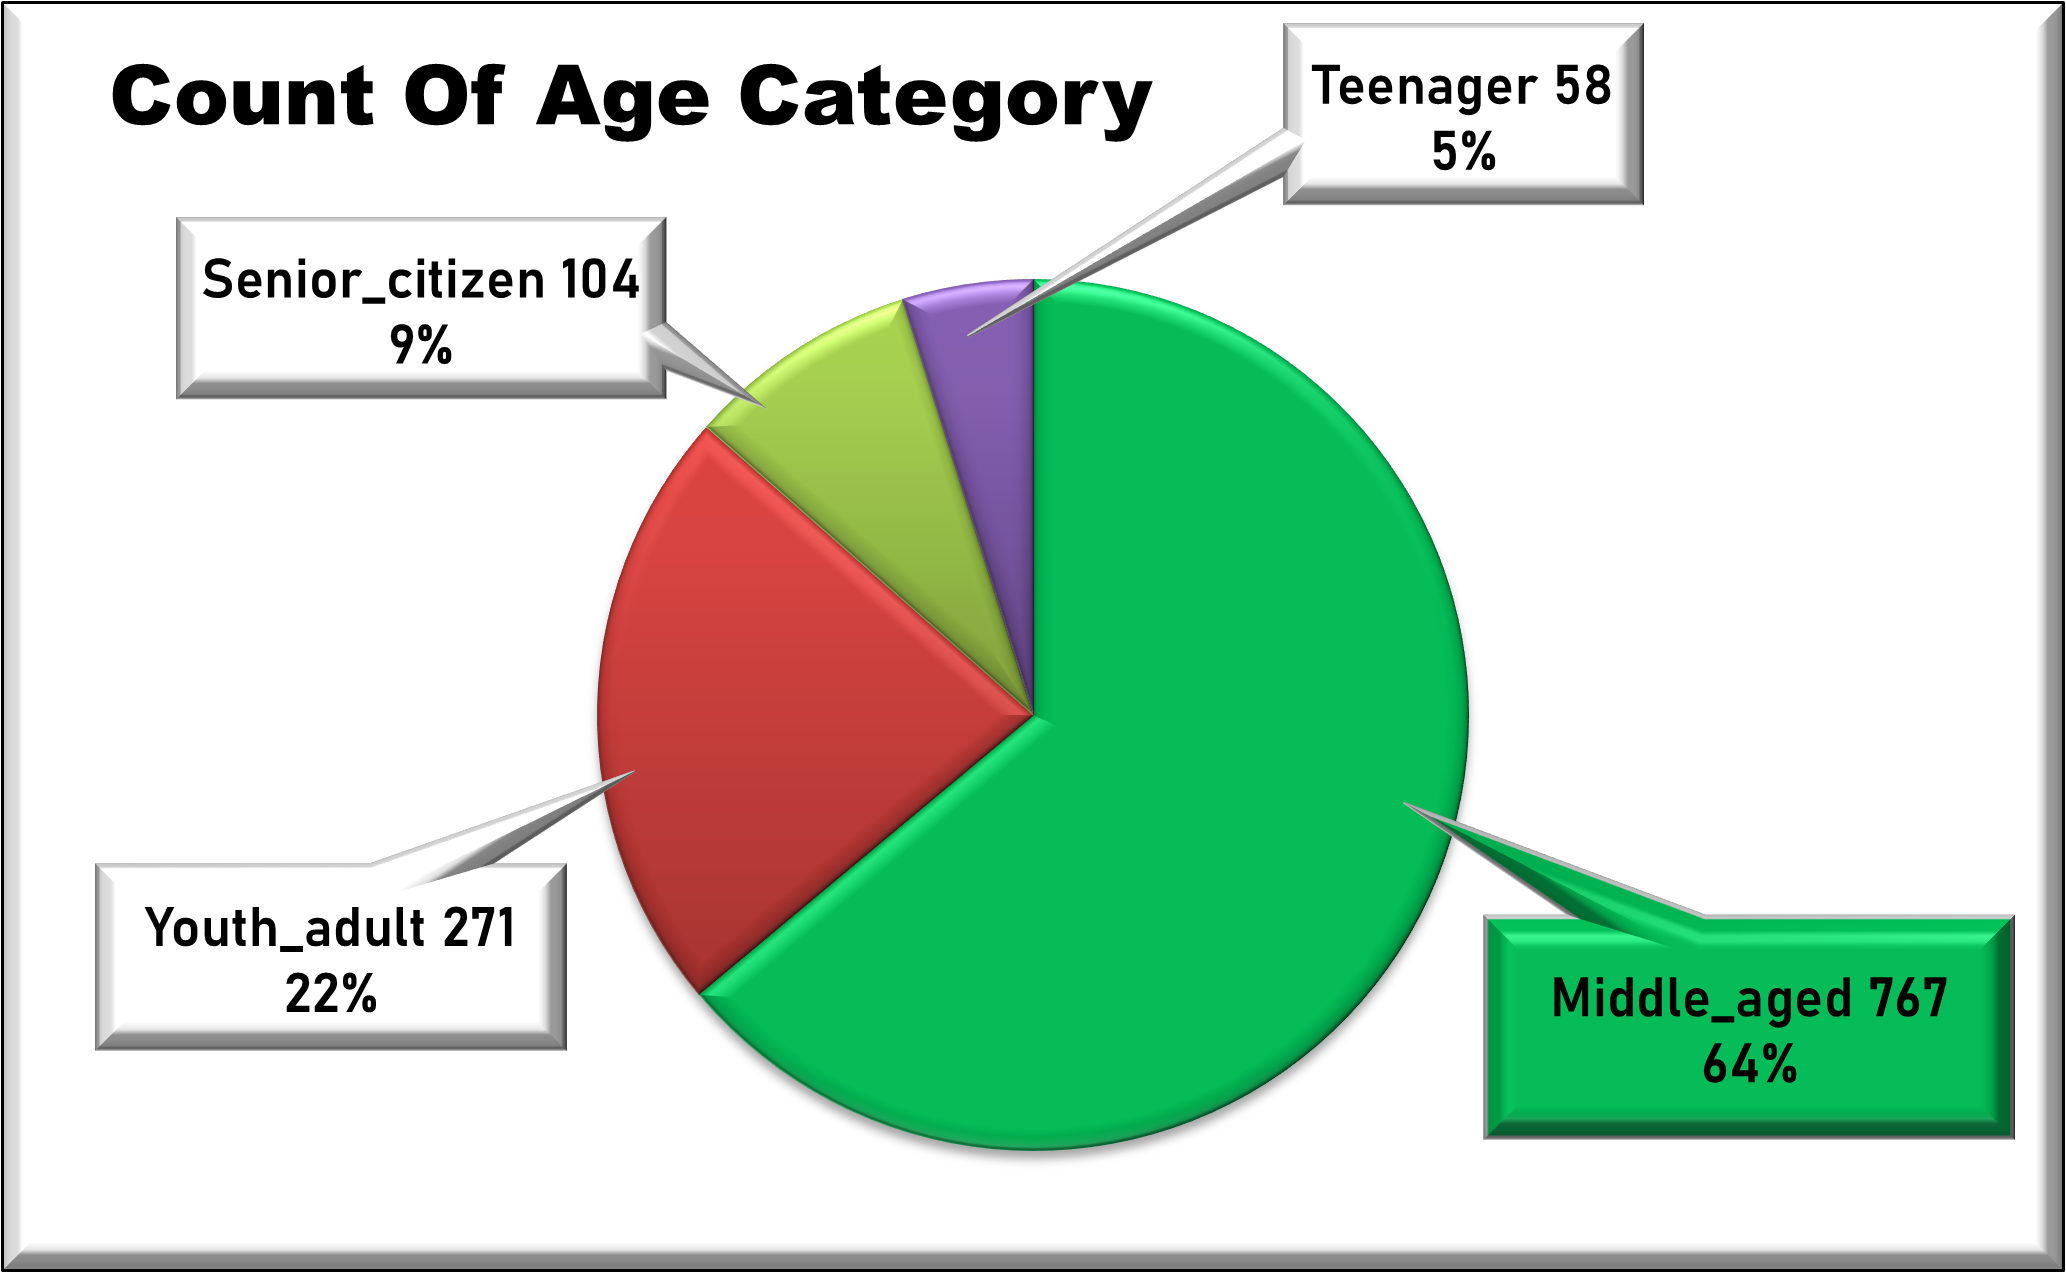 Count Of Age Category
Teenager 58
5%
Senior_citizen 104
9%
Youth_adult 271
22%
Middle_aged 767
64%